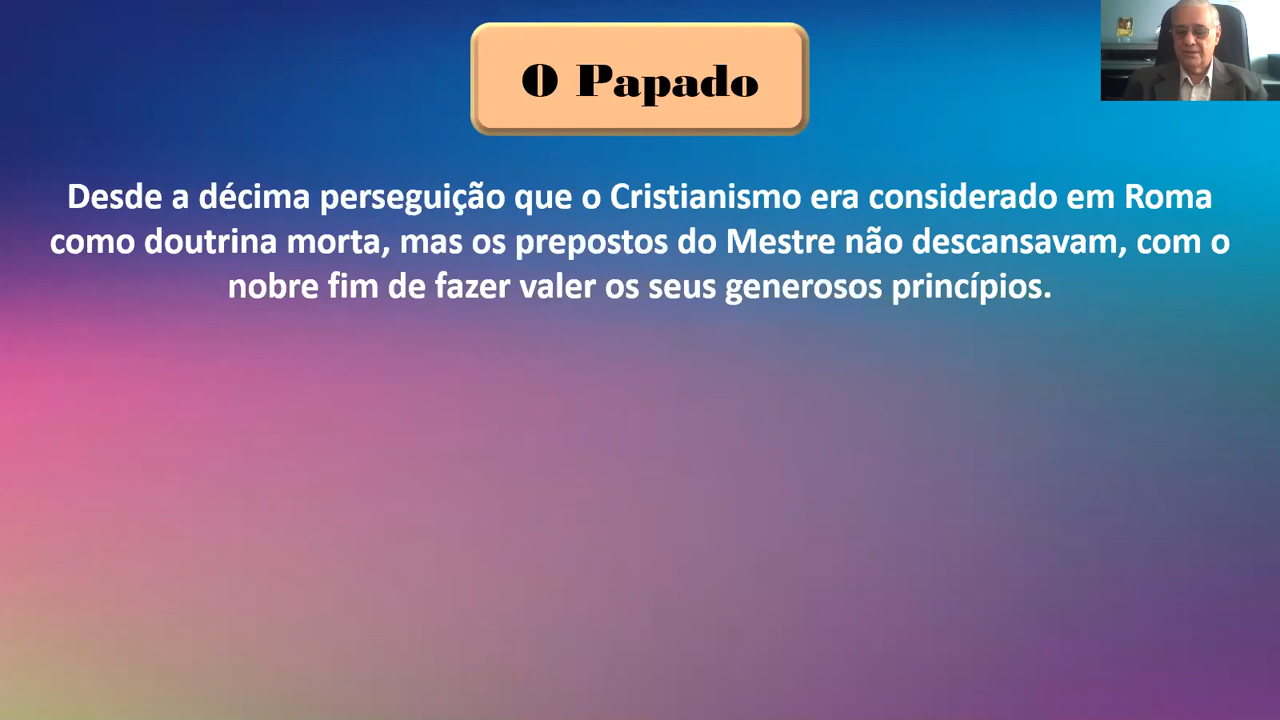 O Papado
Desde a décima perseguição que o Cristianismo era considerado em Roma
como doutrina morta, mas os prepostos do Mestre não descansavam, com o
nobre fim de fazer valer os seus generosos princípios.